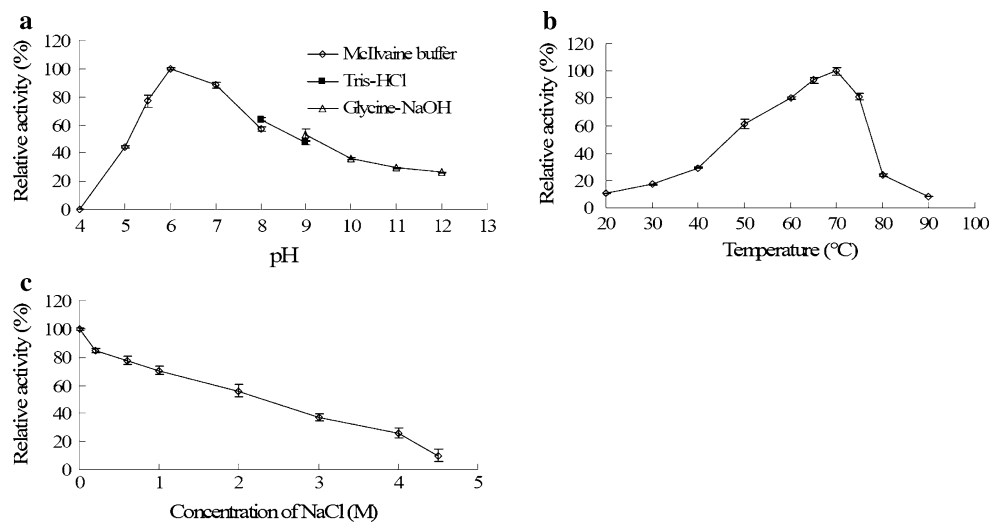 a
Relative activity (%)
120
100
80
60
40
20
0
4 5 6 7 8 9 10 11 12 13
pH
McIlvaine buffer
Tris-HCl
Glycine-NaOH
b
Relative activity (%)
120
100
80
60
40
20
0
20 30 40 50 60 70 80 90 100
Temperature (°C)
c
Relative activity (%)
120
100
80
60
40
20
0
0 1 2 3 4 5
Concentration of NaCl (M)